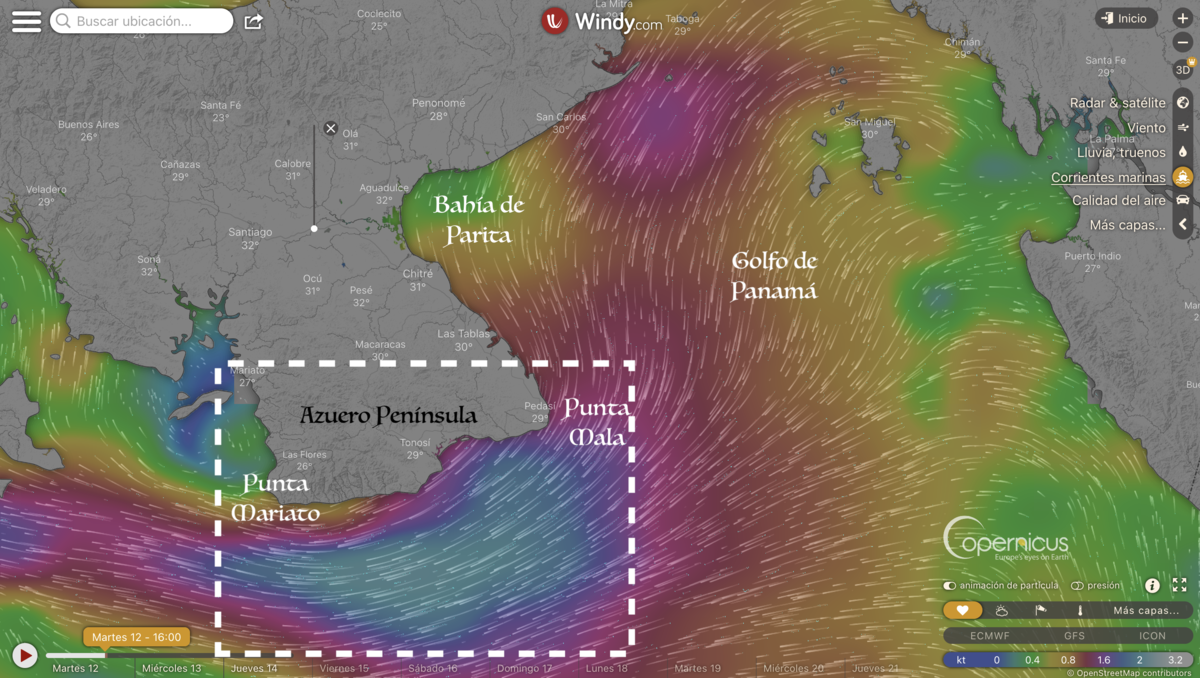 Buscar ubicación...
Windy.com
Inicio
3D
Coclecito
25°
La Mitra
Taboga
29°
Chimán
29°
Santa Fe
29°
Radar & satélite
Viento
La Palma
Lluvia, truenos
Corrientes marinas
Calidad del aire
Más capas...
26°
Buenos Aires
26°
Santa Fé
23°
Penonomé
28°
San Carlos
30°
San Miguel
30°
Olá
31°
Cañazas
29°
Calobre
31°
Voladero
29°
Aguadulce
32°
Bahía de
Parita
Santiago
32°
Soná
32°
Ocú
31°
Pesé
32°
Chitré
31°
Golfo de
Panamá
Puerto Indio
27°
Las Tablas
30°
Macaracas
30°
Mariato
27°
Azuero Península
Pedasí
29°
Punta
Mala
Tonosí
29°
Las Flores
26°
Punta
Mariato
Copernicus
Europe's eyes on Earth
animación de partícula
presión
Más capas...
ECMWF GFS ICON
kt 0 0.4 0.8 1.6 2 3.2
© OpenStreetMap contributors
Martes 12 - 16:00
Martes 12 Miércoles 13 Jueves 14 Viernes 15 Sábado 16 Domingo 17 Lunes 18 Martes 19 Miércoles 20 Jueves 21